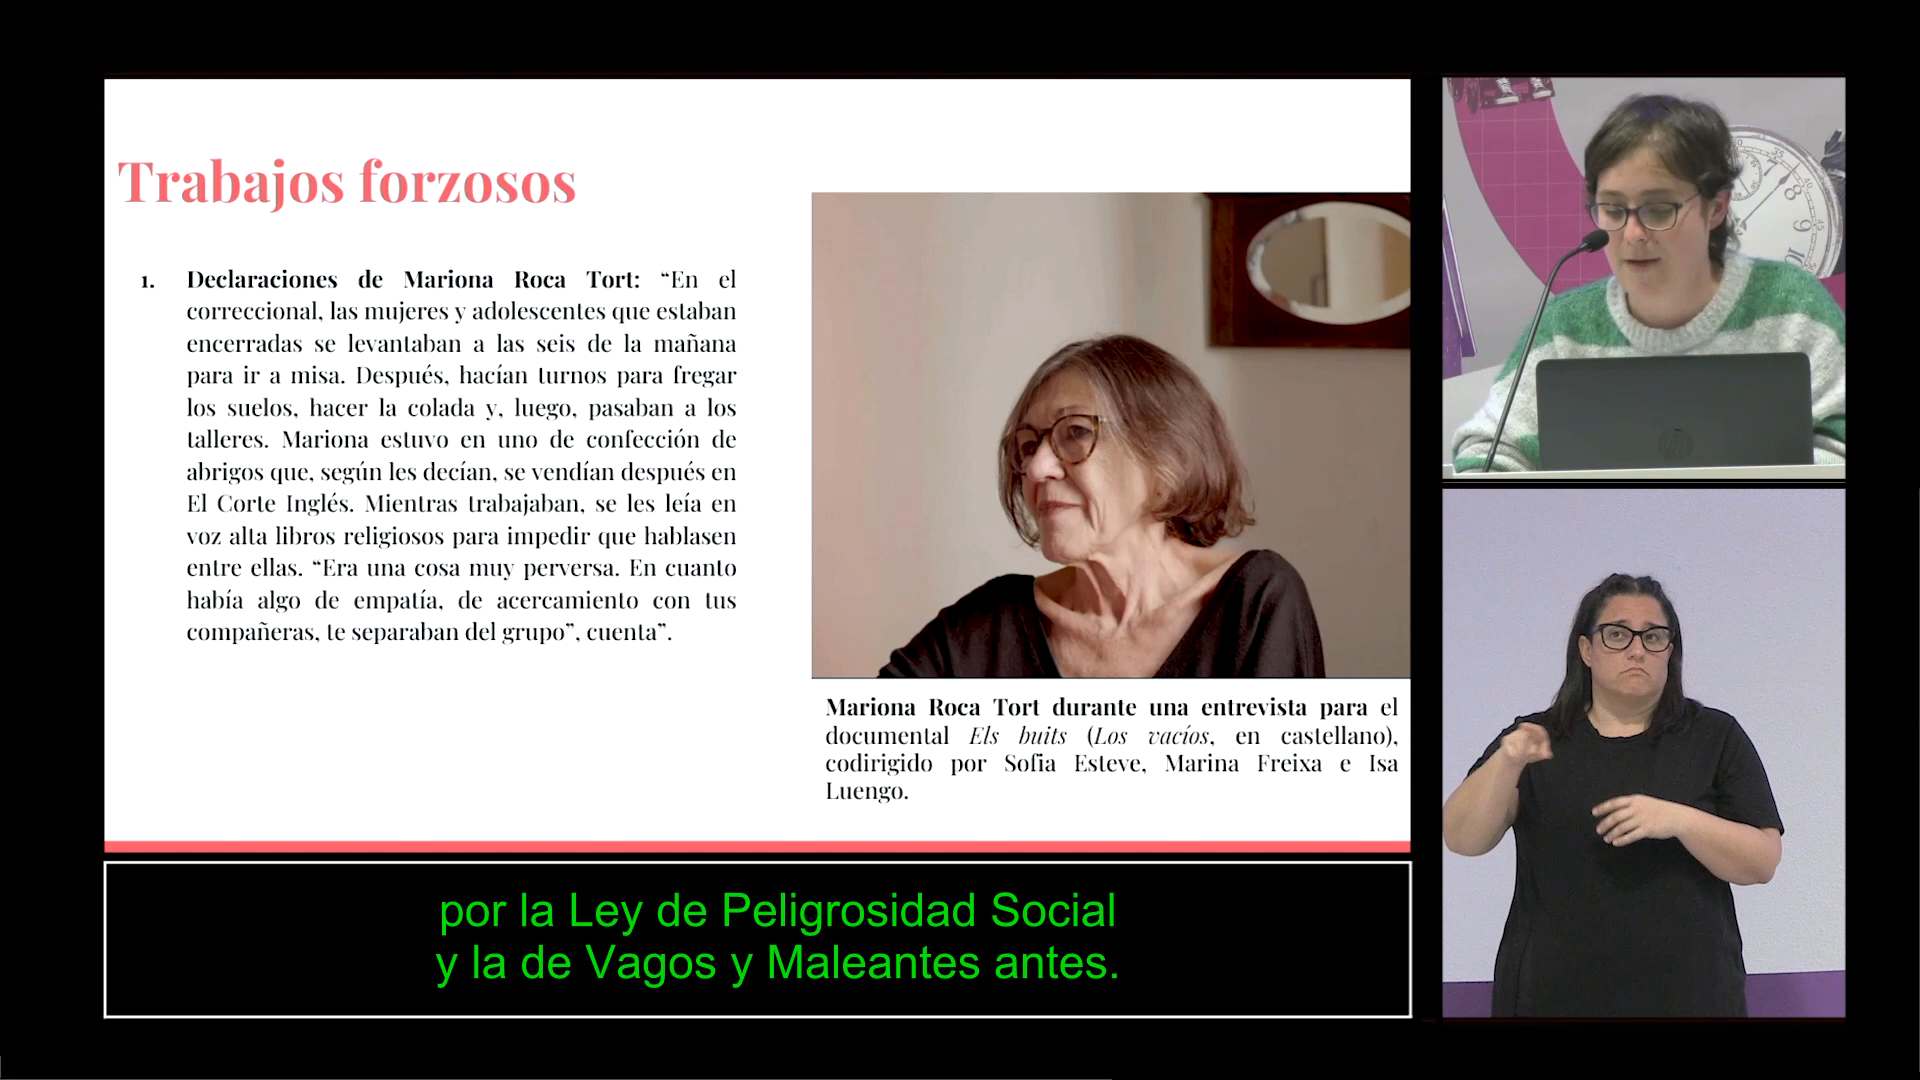 Trabajos forzosos
1. Declaraciones de Mariona Roca Tort: “En el
correccional, las mujeres y adolescentes que estaban
encerradas se levantaban a las seis de la mañana
para ir a misa. Después, hacían turnos para fregar
los suelos, hacer la colada y, luego, pasaban a los
talleres. Mariona estuvo en uno de confección de
abrigos que, según les decían, se vendían después en
El Corte Inglés. Mientras trabajaban, se les leía en
voz alta libros religiosos para impedir que hablasen
entre ellas. “Era una cosa muy perversa. En cuanto
había algo de empatía, de acercamiento con tus
compañeras, te separaban del grupo”, cuenta”.
Mariona Roca Tort durante una entrevista para el
documental Els buits (Los vacíos, en castellano),
codirigido por Sofia Esteve, Marina Freixa e Isa
Luengo.
por la Ley de Peligrosidad Social
y la de Vagos y Maleantes antes.